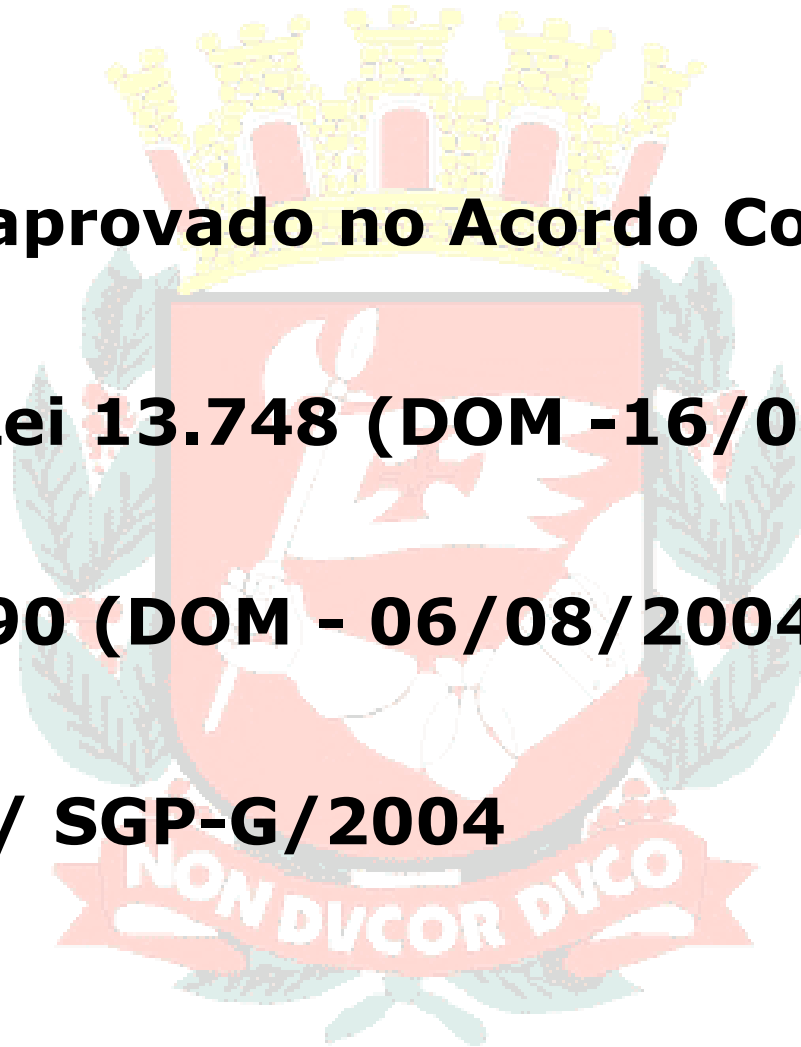 aprovado no Acordo Co
ei 13.748 (DOM -16/0
90 (DOM - 06/08/2004
/ SGP-G/2004
NON DVCOR DVCO